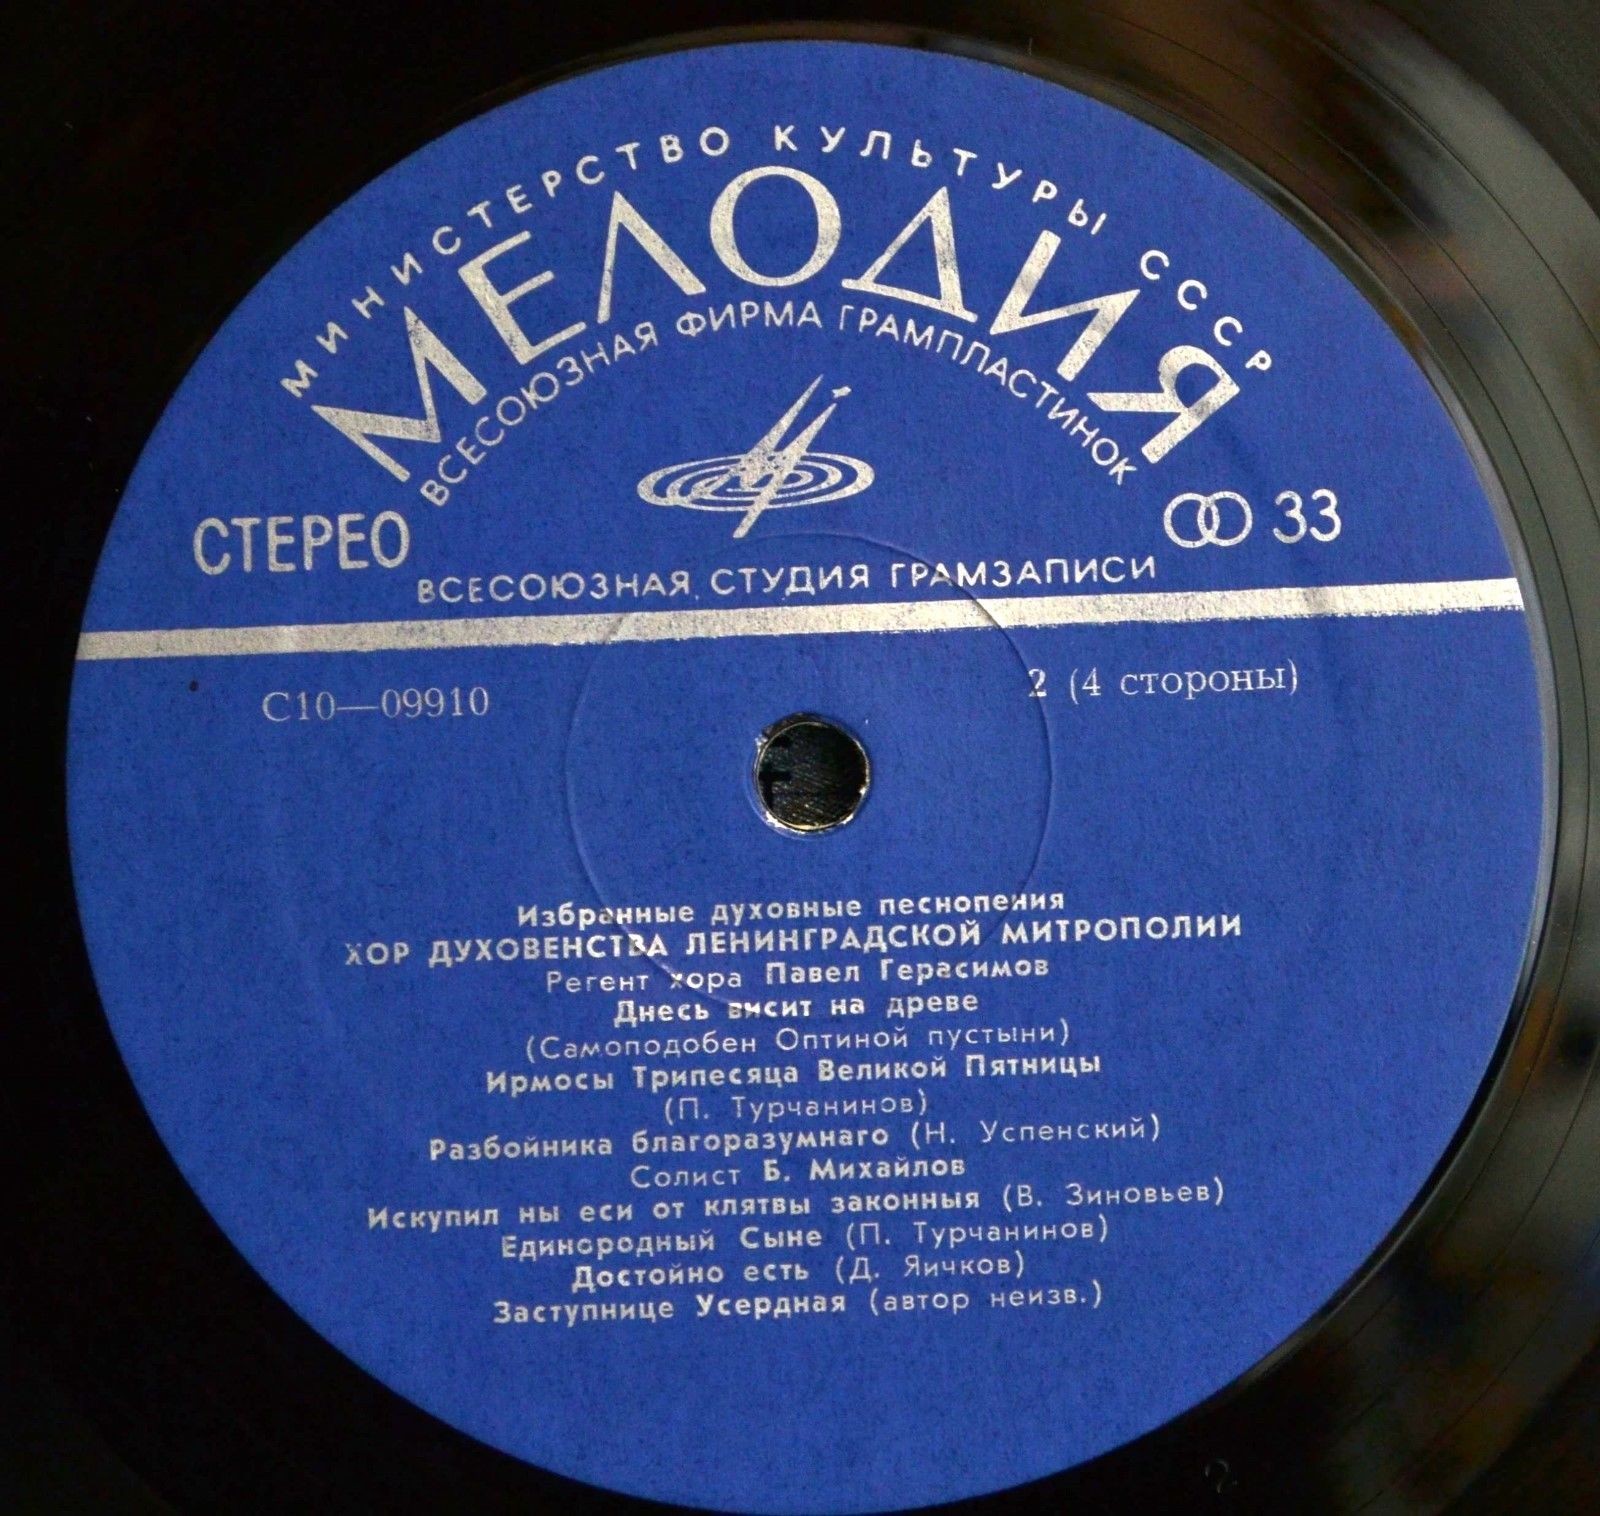 МИНИСТЕРСТВО КУЛЬТУРЫ СССР
МЕЛОДИЯ
ВСЕСОЮЗНАЯ ФИРМА ГРАМПЛАСТИНОК
СТЕРЕО
33
ВСЕСОЮЗНАЯ СТУДИЯ ГРАМЗАПИСИ
С10—09910
2 (4 стороны)
Избранные духовные песнопения
ХОР ДУХОВЕНСТВА ЛЕНИНГРАДСКОЙ МИТРОПОЛИИ
Регент хора Павел Герасимов
Днесь висит на древе
(Самоподобен Оптиной пустыни)
Ирмосы Трипесяца Великой Пятницы
(П. Турчанинов)
Разбойника благоразумнаго (Н. Успенский)
Солист Б. Михайлов
Искупил ны еси от клятвы законныя (В. Зиновьев)
Единородный Сыне (П. Турчанинов)
Достойно есть (Д. Яичков)
Заступнице Усердная (автор неизв.)